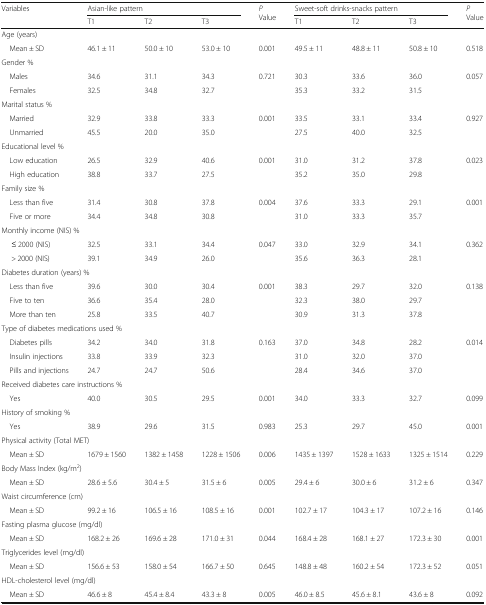 Variables Asian-like pattern P Value Sweet-soft drinks-snacks pattern P Value
T1 T2 T3 T1 T2 T3
Age (years)
Mean ± SD 46.1 ± 11 50.0 ± 10 53.0 ± 10 0.001 49.5 ± 11 48.8 ± 11 50.8 ± 10 0.518
Gender %
Males 34.6 31.1 34.3 0.721 30.3 33.6 36.0 0.057
Females 32.5 34.8 32.7 35.3 33.2 31.5
Marital status %
Married 32.9 33.8 33.3 0.001 33.5 33.1 33.4 0.927
Unmarried 45.5 20.0 35.0 27.5 40.0 32.5
Educational level %
Low education 26.5 32.9 40.6 0.001 31.0 31.2 37.8 0.023
High education 38.8 33.7 27.5 35.2 35.0 29.8
Family size %
Less than five 31.4 30.8 37.8 0.004 37.6 33.3 29.1 0.001
Five or more 34.4 34.8 30.8 31.0 33.3 35.7
Monthly income (NIS) %
≤ 2000 (NIS) 32.5 33.1 34.4 0.047 33.0 32.9 34.1 0.362
> 2000 (NIS) 39.1 34.9 26.0 35.6 36.3 28.1
Diabetes duration (years) %
Less than five 39.6 30.0 30.4 0.001 38.3 29.7 32.0 0.138
Five to ten 36.6 35.4 28.0 32.3 38.0 29.7
More than ten 25.8 33.5 40.7 30.9 31.3 37.8
Type of diabetes medications used %
Diabetes pills 34.2 34.0 31.8 0.163 37.0 34.8 28.2 0.014
Insulin injections 33.8 33.9 32.3 31.0 32.0 37.0
Pills and injections 24.7 24.7 50.6 28.4 34.6 37.0
Received diabetes care instructions %
Yes 40.0 30.5 29.5 0.001 34.0 33.3 32.7 0.099
History of smoking %
Yes 38.9 29.6 31.5 0.983 25.3 29.7 45.0 0.001
Physical activity (Total MET)
Mean ± SD 1679 ± 1560 1382 ± 1458 1228 ± 1506 0.006 1435 ± 1397 1528 ± 1633 1325 ± 1514 0.229
Body Mass Index (kg/m²)
Mean ± SD 28.6 ± 5.6 30.4 ± 5 31.5 ± 6 0.005 29.4 ± 6 30.0 ± 6 31.2 ± 6 0.347
Waist circumference (cm)
Mean ± SD 99.2 ± 16 106.5 ± 16 108.5 ± 16 0.001 102.7 ± 17 104.3 ± 17 107.2 ± 16 0.146
Fasting plasma glucose (mg/dl)
Mean ± SD 168.2 ± 26 169.6 ± 28 171.0 ± 31 0.044 168.4 ± 28 168.1 ± 27 172.3 ± 30 0.001
Triglycerides level (mg/dl)
Mean ± SD 156.6 ± 53 158.0 ± 54 166.7 ± 50 0.645 148.8 ± 48 160.2 ± 54 172.3 ± 52 0.051
HDL-cholesterol level (mg/dl)
Mean ± SD 46.6 ± 8 45.4 ± 8.4 43.3 ± 8 0.005 46.0 ± 8.5 45.6 ± 8.1 43.6 ± 8 0.092